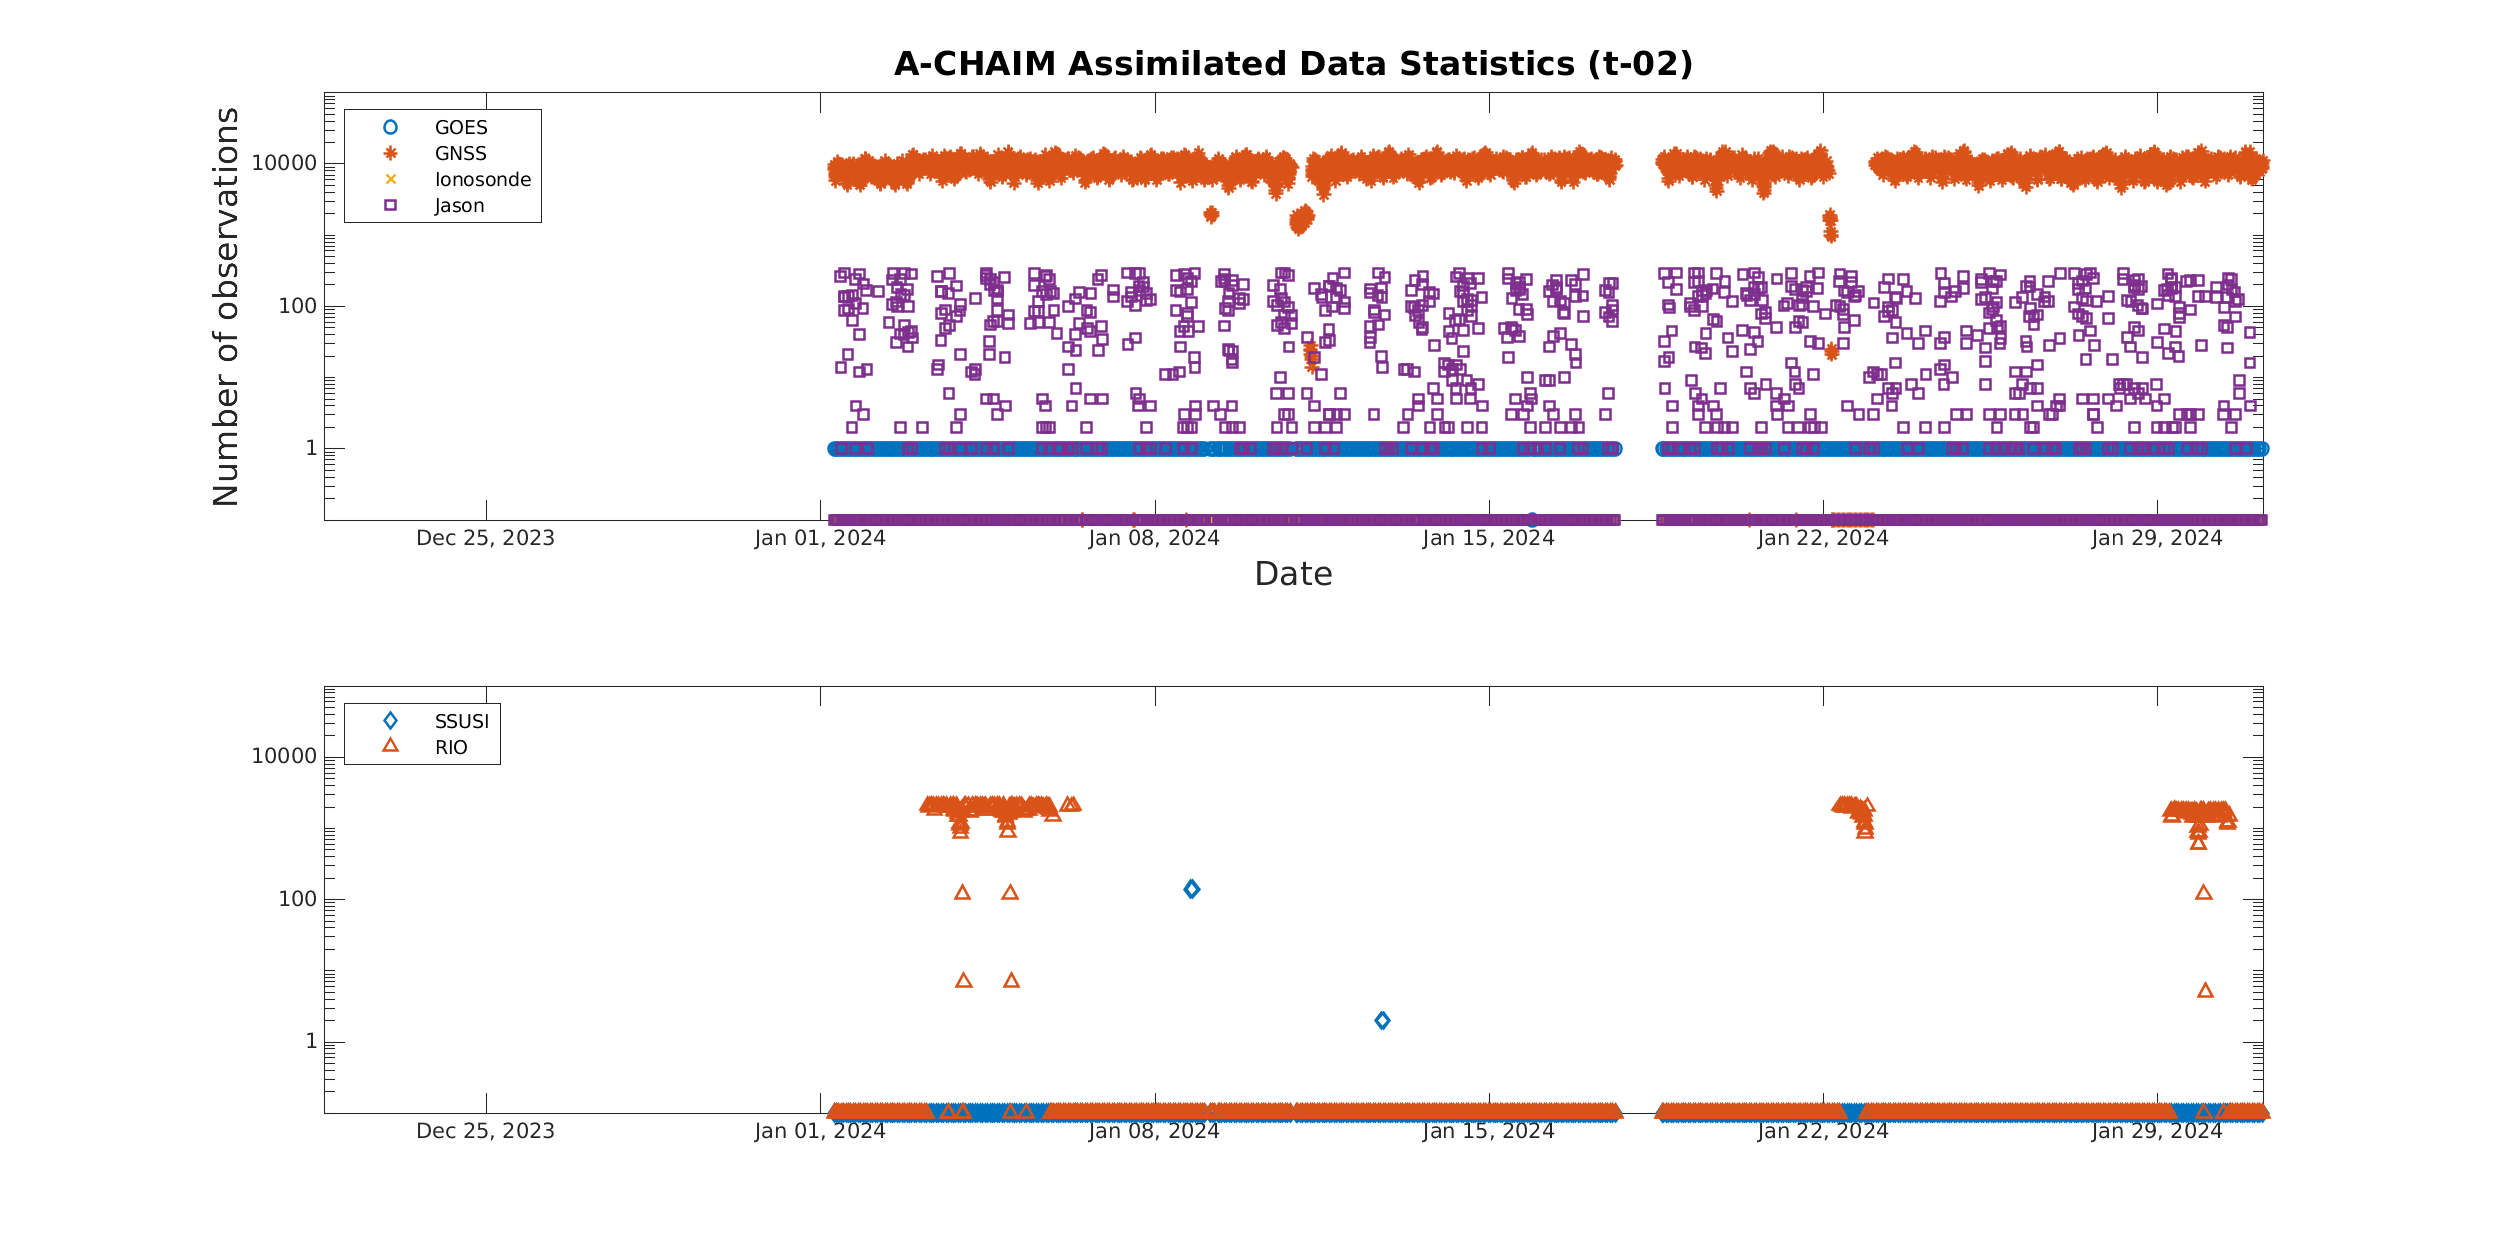 A-CHAIM Assimilated Data Statistics (t-02)
Number of observations
GOES
GNSS
Ionosonde
Jason
10000
100
1
Dec 25, 2023 Jan 01, 2024 Jan 08, 2024 Jan 15, 2024 Jan 22, 2024 Jan 29, 2024
Date
SSUSI
RIO
10000
100
1
Dec 25, 2023 Jan 01, 2024 Jan 08, 2024 Jan 15, 2024 Jan 22, 2024 Jan 29, 2024